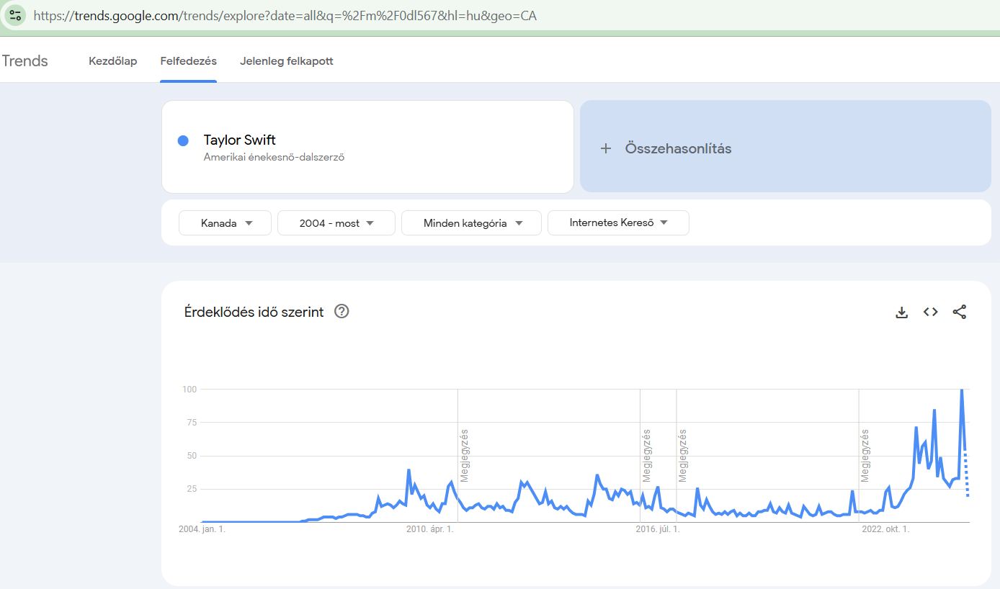 https://trends.google.com/trends/explore?date=all&q=%2Fm%2F0dl567&hl=hu&geo=CA
Trends Kezdőlap Felfedezés Jelenleg felkapott
Taylor Swift
Amerikai énekesnő-dalszerző
+ Összehasonlítás
Kanada 2004 - most Minden kategória Internetes Kereső
Érdeklődés idő szerint ?
100
75
50
25
Megjegyzés
Megjegyzés
Megjegyzés
Megjegyzés
2004. jan. 1. 2010. ápr. 1. 2016. júl. 1. 2022. okt. 1.